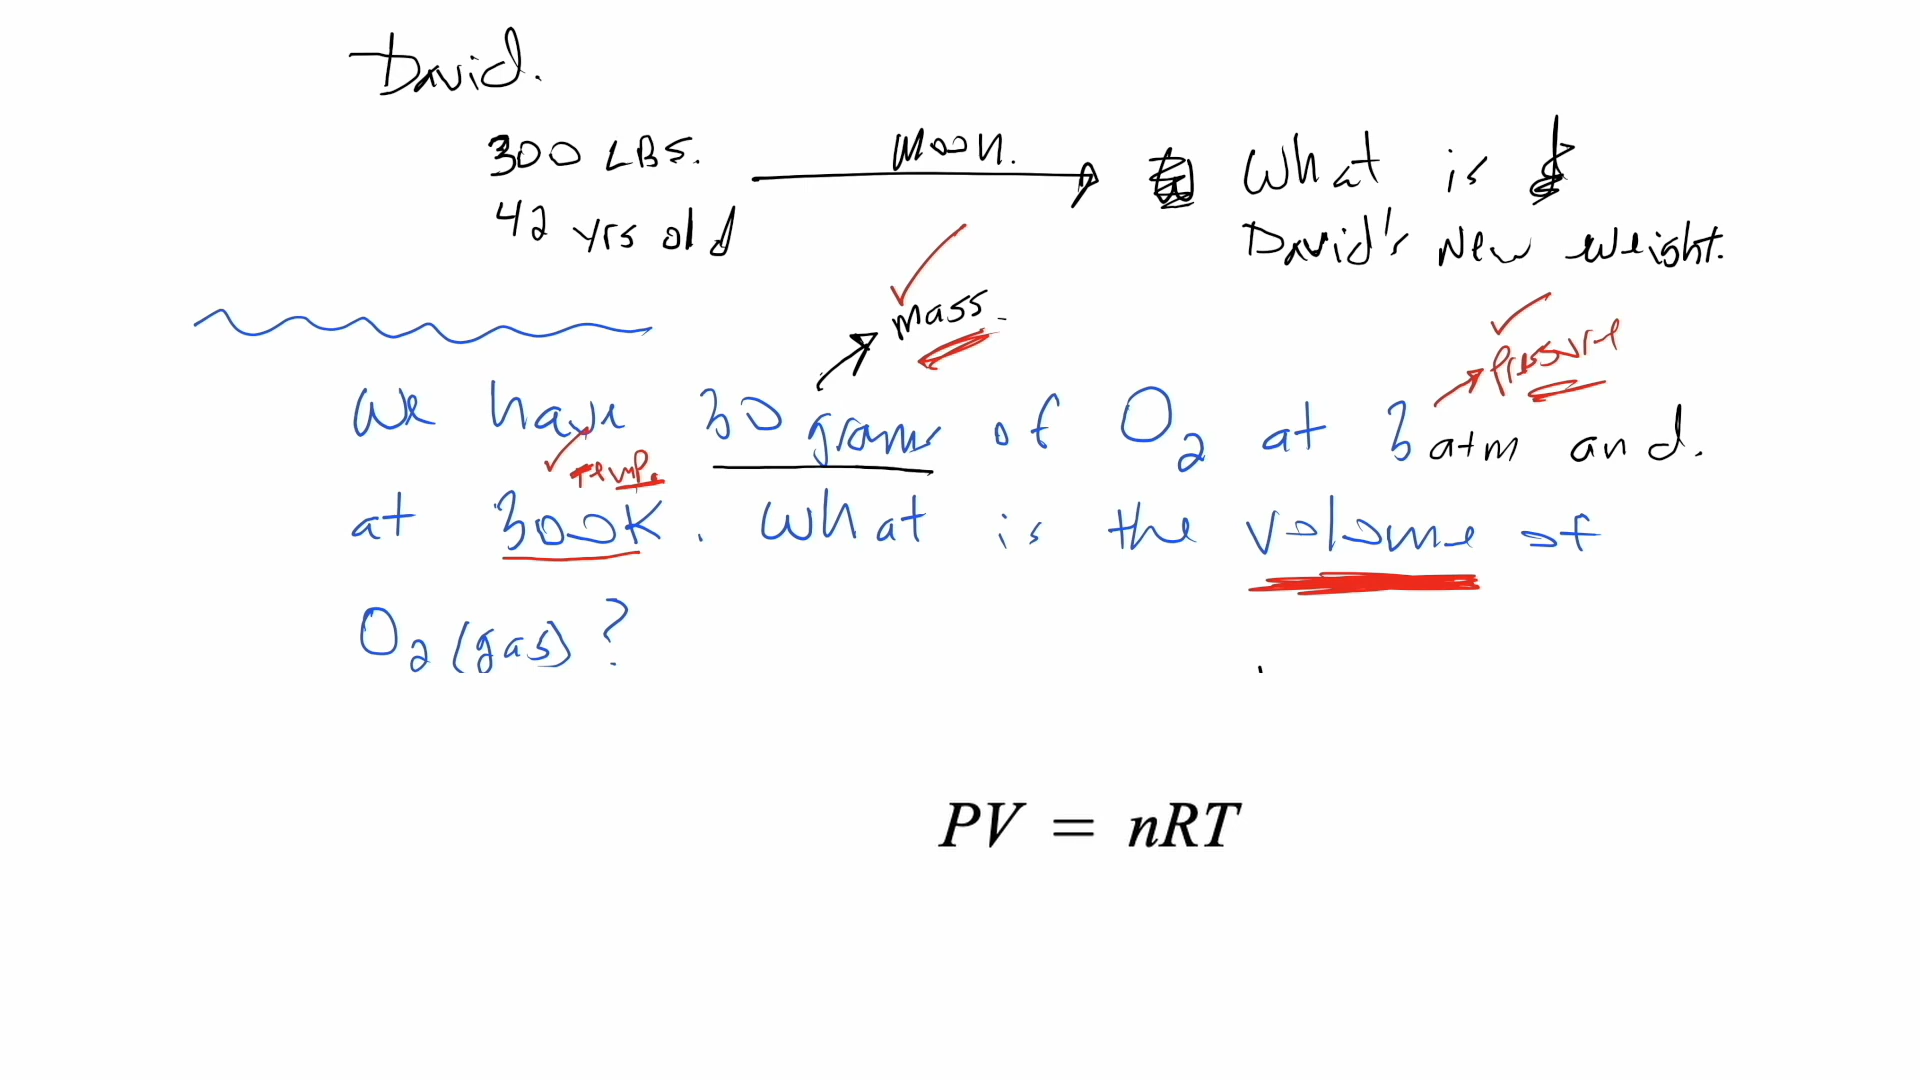 David.
300 LBS.
Moon.
What is
42 yrs old
David's New weight.
mass.
pressure
We have 30 grams of O2 at 3 atm and.
Temp.
at 300K. What is the volume of
O2 (gas) ?
PV = nRT